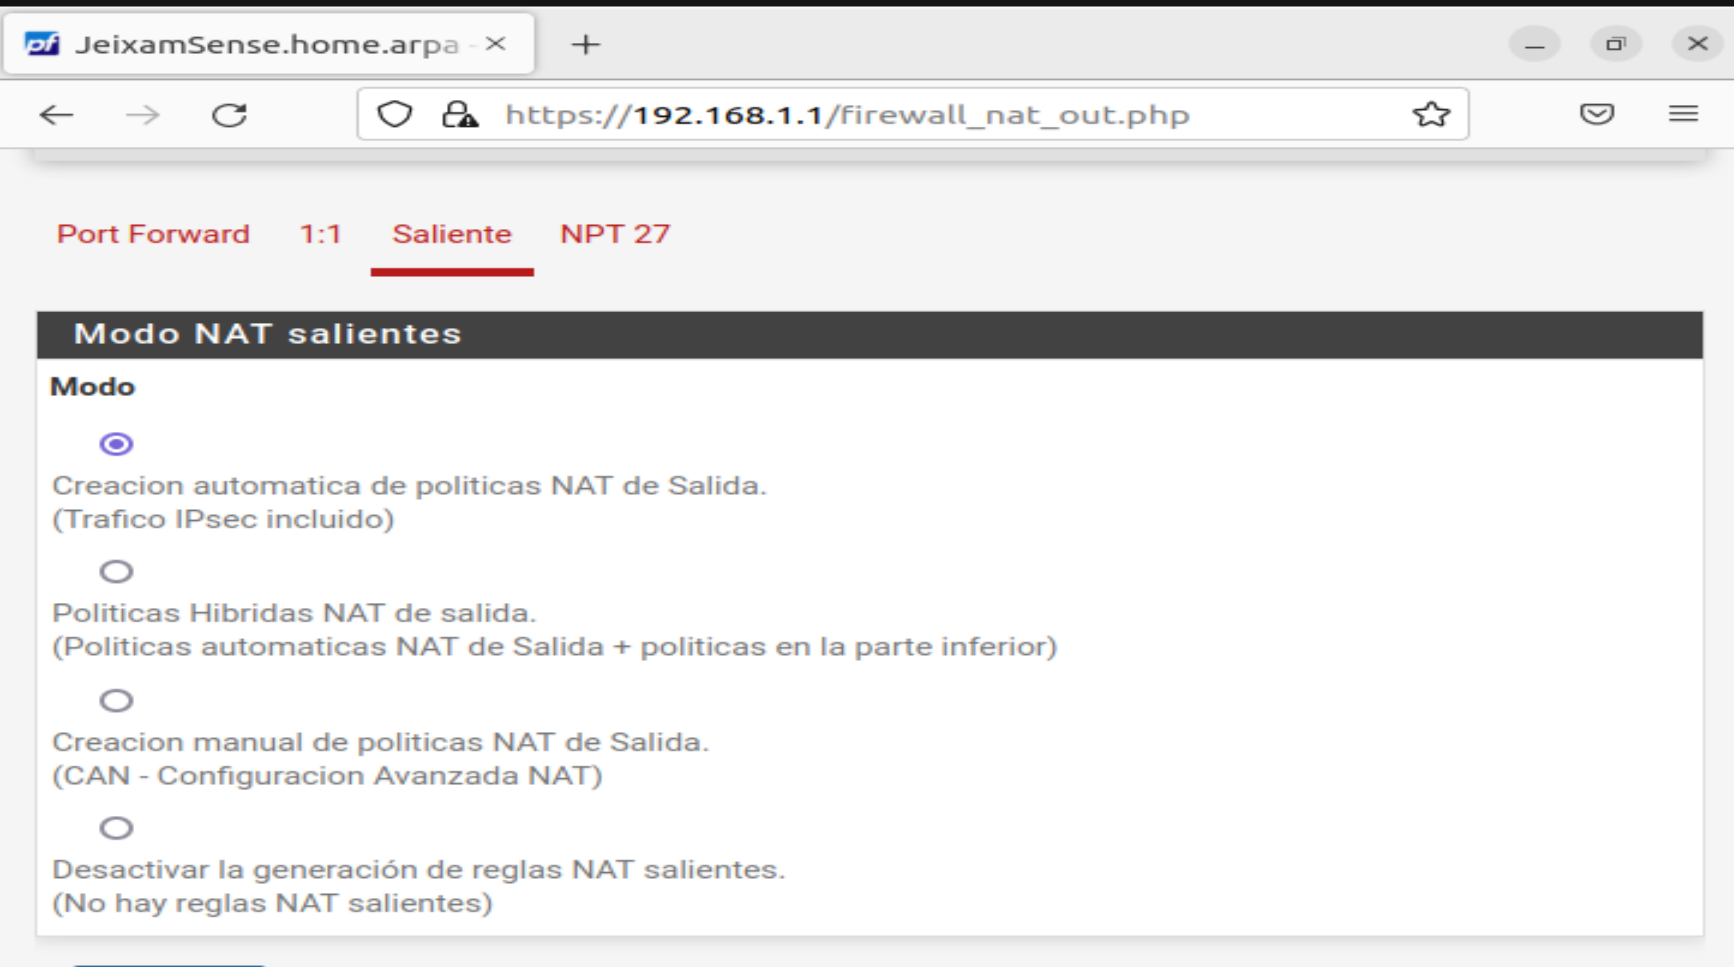 pf JeixamSense.home.arpa -
https://192.168.1.1/firewall_nat_out.php
Port Forward 1:1 Saliente NPT 27
Modo NAT salientes
Modo
Creacion automatica de politicas NAT de Salida.
(Trafico IPsec incluido)
Politicas Hibridas NAT de salida.
(Politicas automaticas NAT de Salida + politicas en la parte inferior)
Creacion manual de politicas NAT de Salida.
(CAN - Configuracion Avanzada NAT)
Desactivar la generación de reglas NAT salientes.
(No hay reglas NAT salientes)